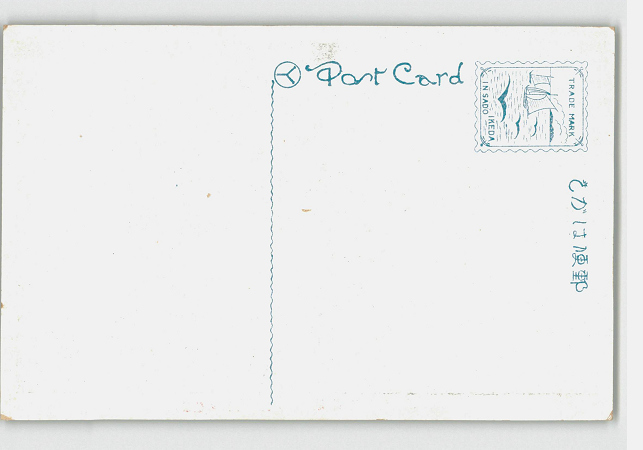 Post Card
TRADE MARK
IKEDA
IN SADO
郵便はがき